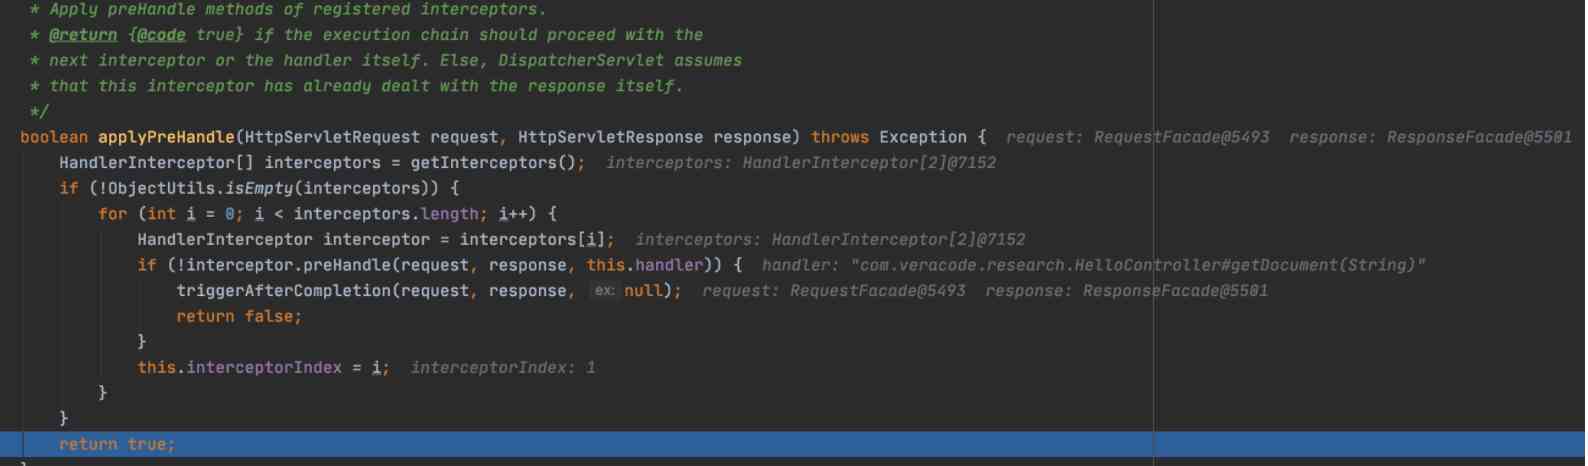 * Apply preHandle methods of registered interceptors.
* @return {@code true} if the execution chain should proceed with the
* next interceptor or the handler itself. Else, DispatcherServlet assumes
* that this interceptor has already dealt with the response itself.
*/
boolean applyPreHandle(HttpServletRequest request, HttpServletResponse response) throws Exception {  request: RequestFacade@5493  response: ResponseFacade@5501
HandlerInterceptor[] interceptors = getInterceptors();  interceptors: HandlerInterceptor[2]@7152
if (!ObjectUtils.isEmpty(interceptors)) {
for (int i = 0; i < interceptors.length; i++) {
HandlerInterceptor interceptor = interceptors[i];  interceptors: HandlerInterceptor[2]@7152
if (!interceptor.preHandle(request, response, this.handler)) {  handler: "com.veracode.research.HelloController#getDocument(String)"
triggerAfterCompletion(request, response, ex: null);  request: RequestFacade@5493  response: ResponseFacade@5501
return false;
}
this.interceptorIndex = i;  interceptorIndex: 1
}
}
return true;